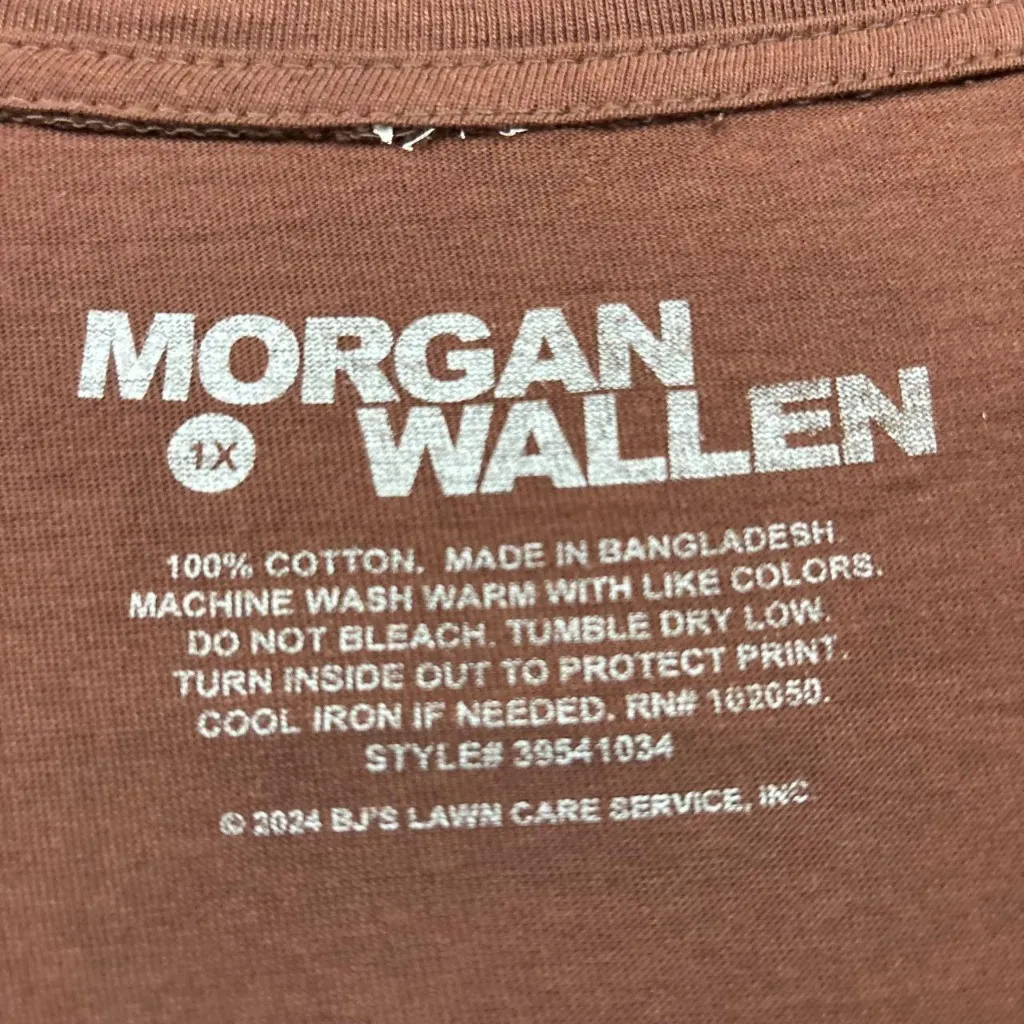 MORGAN
1X WALLEN
100% COTTON. MADE IN BANGLADESH
MACHINE WASH WARM WITH LIKE COLORS.
DO NOT BLEACH. TUMBLE DRY LOW.
TURN INSIDE OUT TO PROTECT PRINT.
COOL IRON IF NEEDED. RN# 102050.
STYLE# 39541034
© 2024 BJ'S LAWN CARE SERVICE, INC